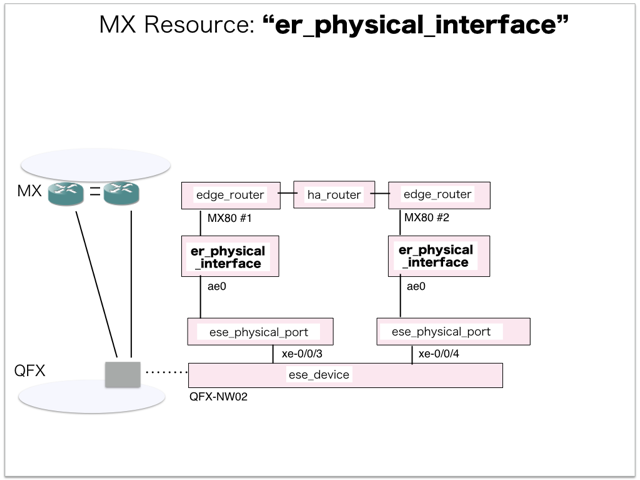 MX Resource: “er_physical_interface”
MX
edge_router
ha_router
edge_router
MX80 #1
MX80 #2
er_physical
_interface
er_physical
_interface
ae0
ae0
ese_physical_port
ese_physical_port
xe-0/0/3
xe-0/0/4
QFX
ese_device
QFX-NW02